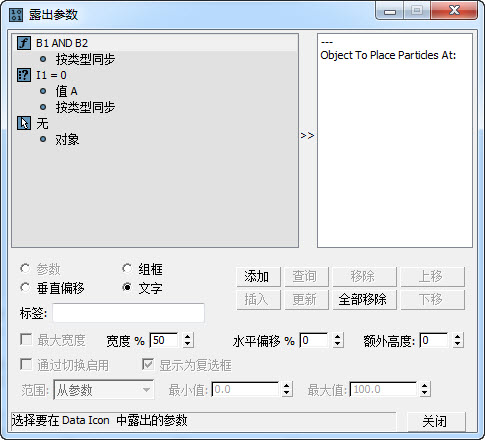 露出参数
B1 AND B2
按类型同步
I1 = 0
值 A
按类型同步
无
对象
>>
---
Object To Place Particles At:
参数
组框
垂直偏移
文字
添加
查询
移除
上移
插入
更新
全部移除
下移
标签:
最大宽度
宽度 % 50
水平偏移 % 0
额外高度: 0
通过切换启用
显示为复选框
范围: 从参数
最小值: 0.0
最大值: 100.0
选择要在 Data Icon 中露出的参数
关闭